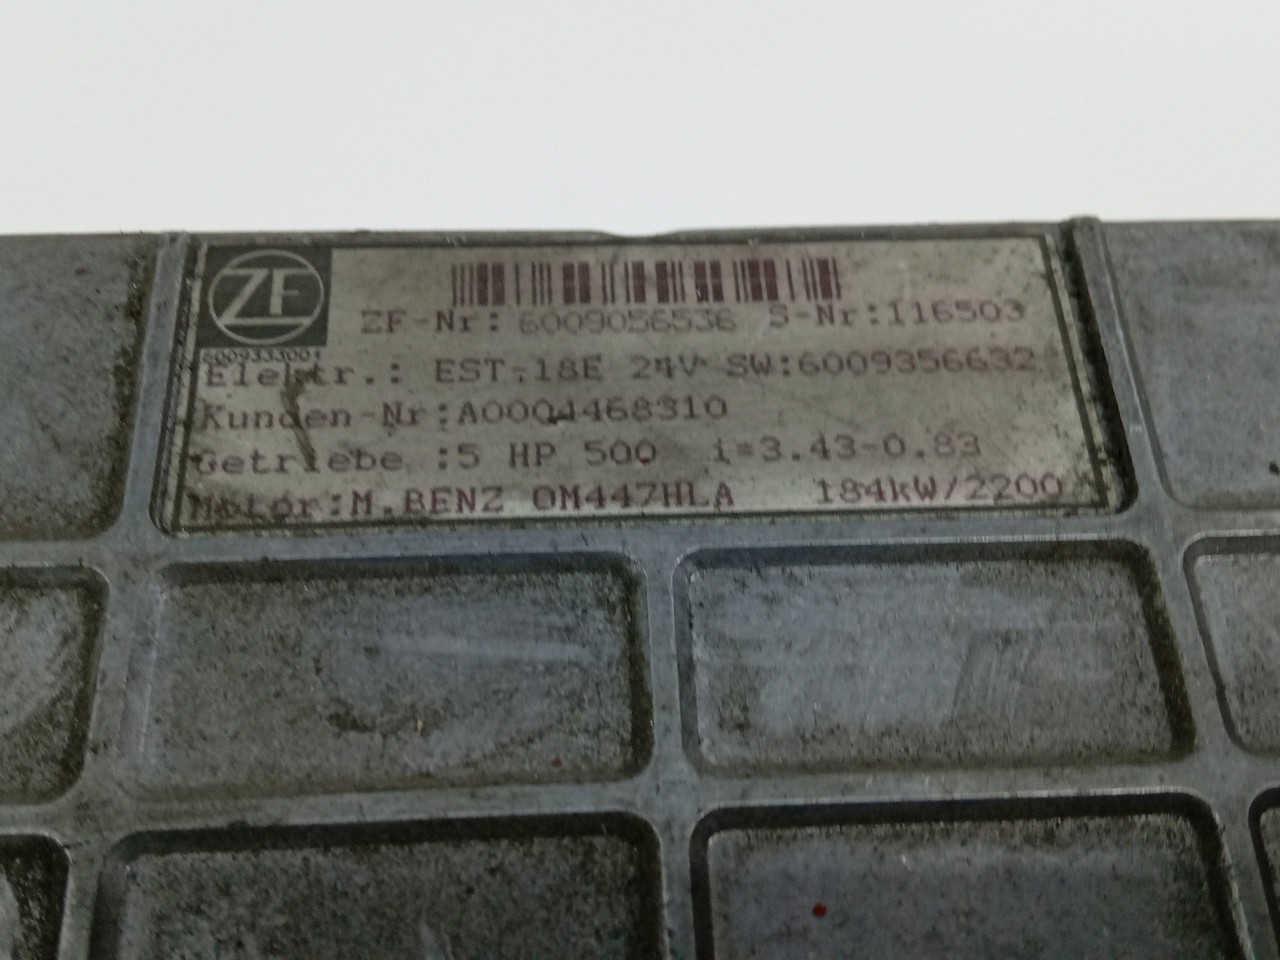 ZF
ZF-Nr: 6009056536 S-Nr:116503
6009333001
Elektr.: EST.18E 24V SW:6009356632
Kunden-Nr:A0004468310
Getriebe :5 HP 500 i=3.43-0.83
Motor:M.BENZ OM447HLA 184kW/2200